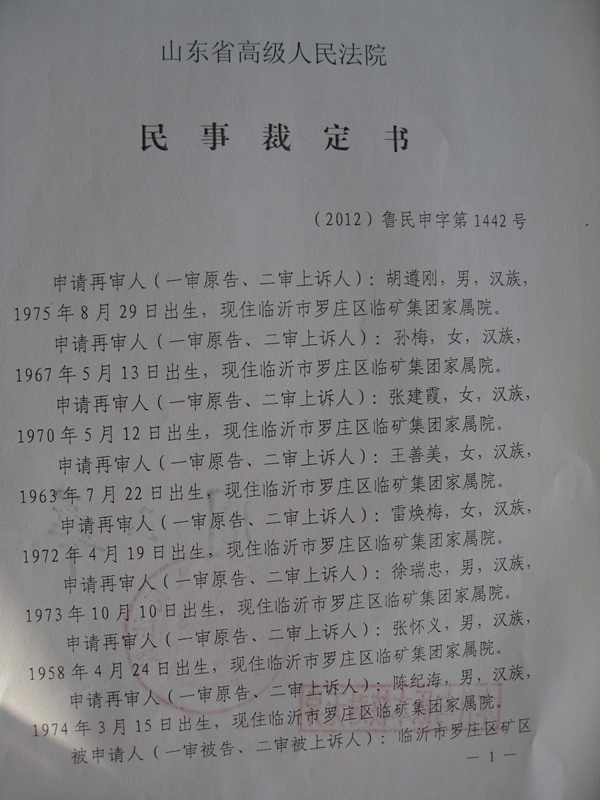 山东省高级人民法院
民事裁定书
（2012）鲁民申字第1442号
申请再审人（一审原告、二审上诉人）：胡遵刚，男，汉族，
1975年8月29日出生，现住临沂市罗庄区临矿集团家属院。
申请再审人（一审原告、二审上诉人）：孙梅，女，汉族，
1967年5月13日出生，现住临沂市罗庄区临矿集团家属院。
申请再审人（一审原告、二审上诉人）：张建霞，女，汉族，
1970年5月12日出生，现住临沂市罗庄区临矿集团家属院。
申请再审人（一审原告、二审上诉人）：王善美，女，汉族，
1963年7月22日出生，现住临沂市罗庄区临矿集团家属院。
申请再审人（一审原告、二审上诉人）：雷焕梅，女，汉族，
1972年4月19日出生，现住临沂市罗庄区临矿集团家属院。
申请再审人（一审原告、二审上诉人）：徐瑞忠，男，汉族，
1973年10月10日出生，现住临沂市罗庄区临矿集团家属院。
申请再审人（一审原告、二审上诉人）：张怀义，男，汉族，
1958年4月24日出生，现住临沂市罗庄区临矿集团家属院。
申请再审人（一审原告、二审上诉人）：陈纪海，男，汉族，
1974年3月15日出生，现住临沂市罗庄区临矿集团家属院。
被申请人（一审被告、二审被上诉人）：临沂市罗庄区矿区
— 1 —